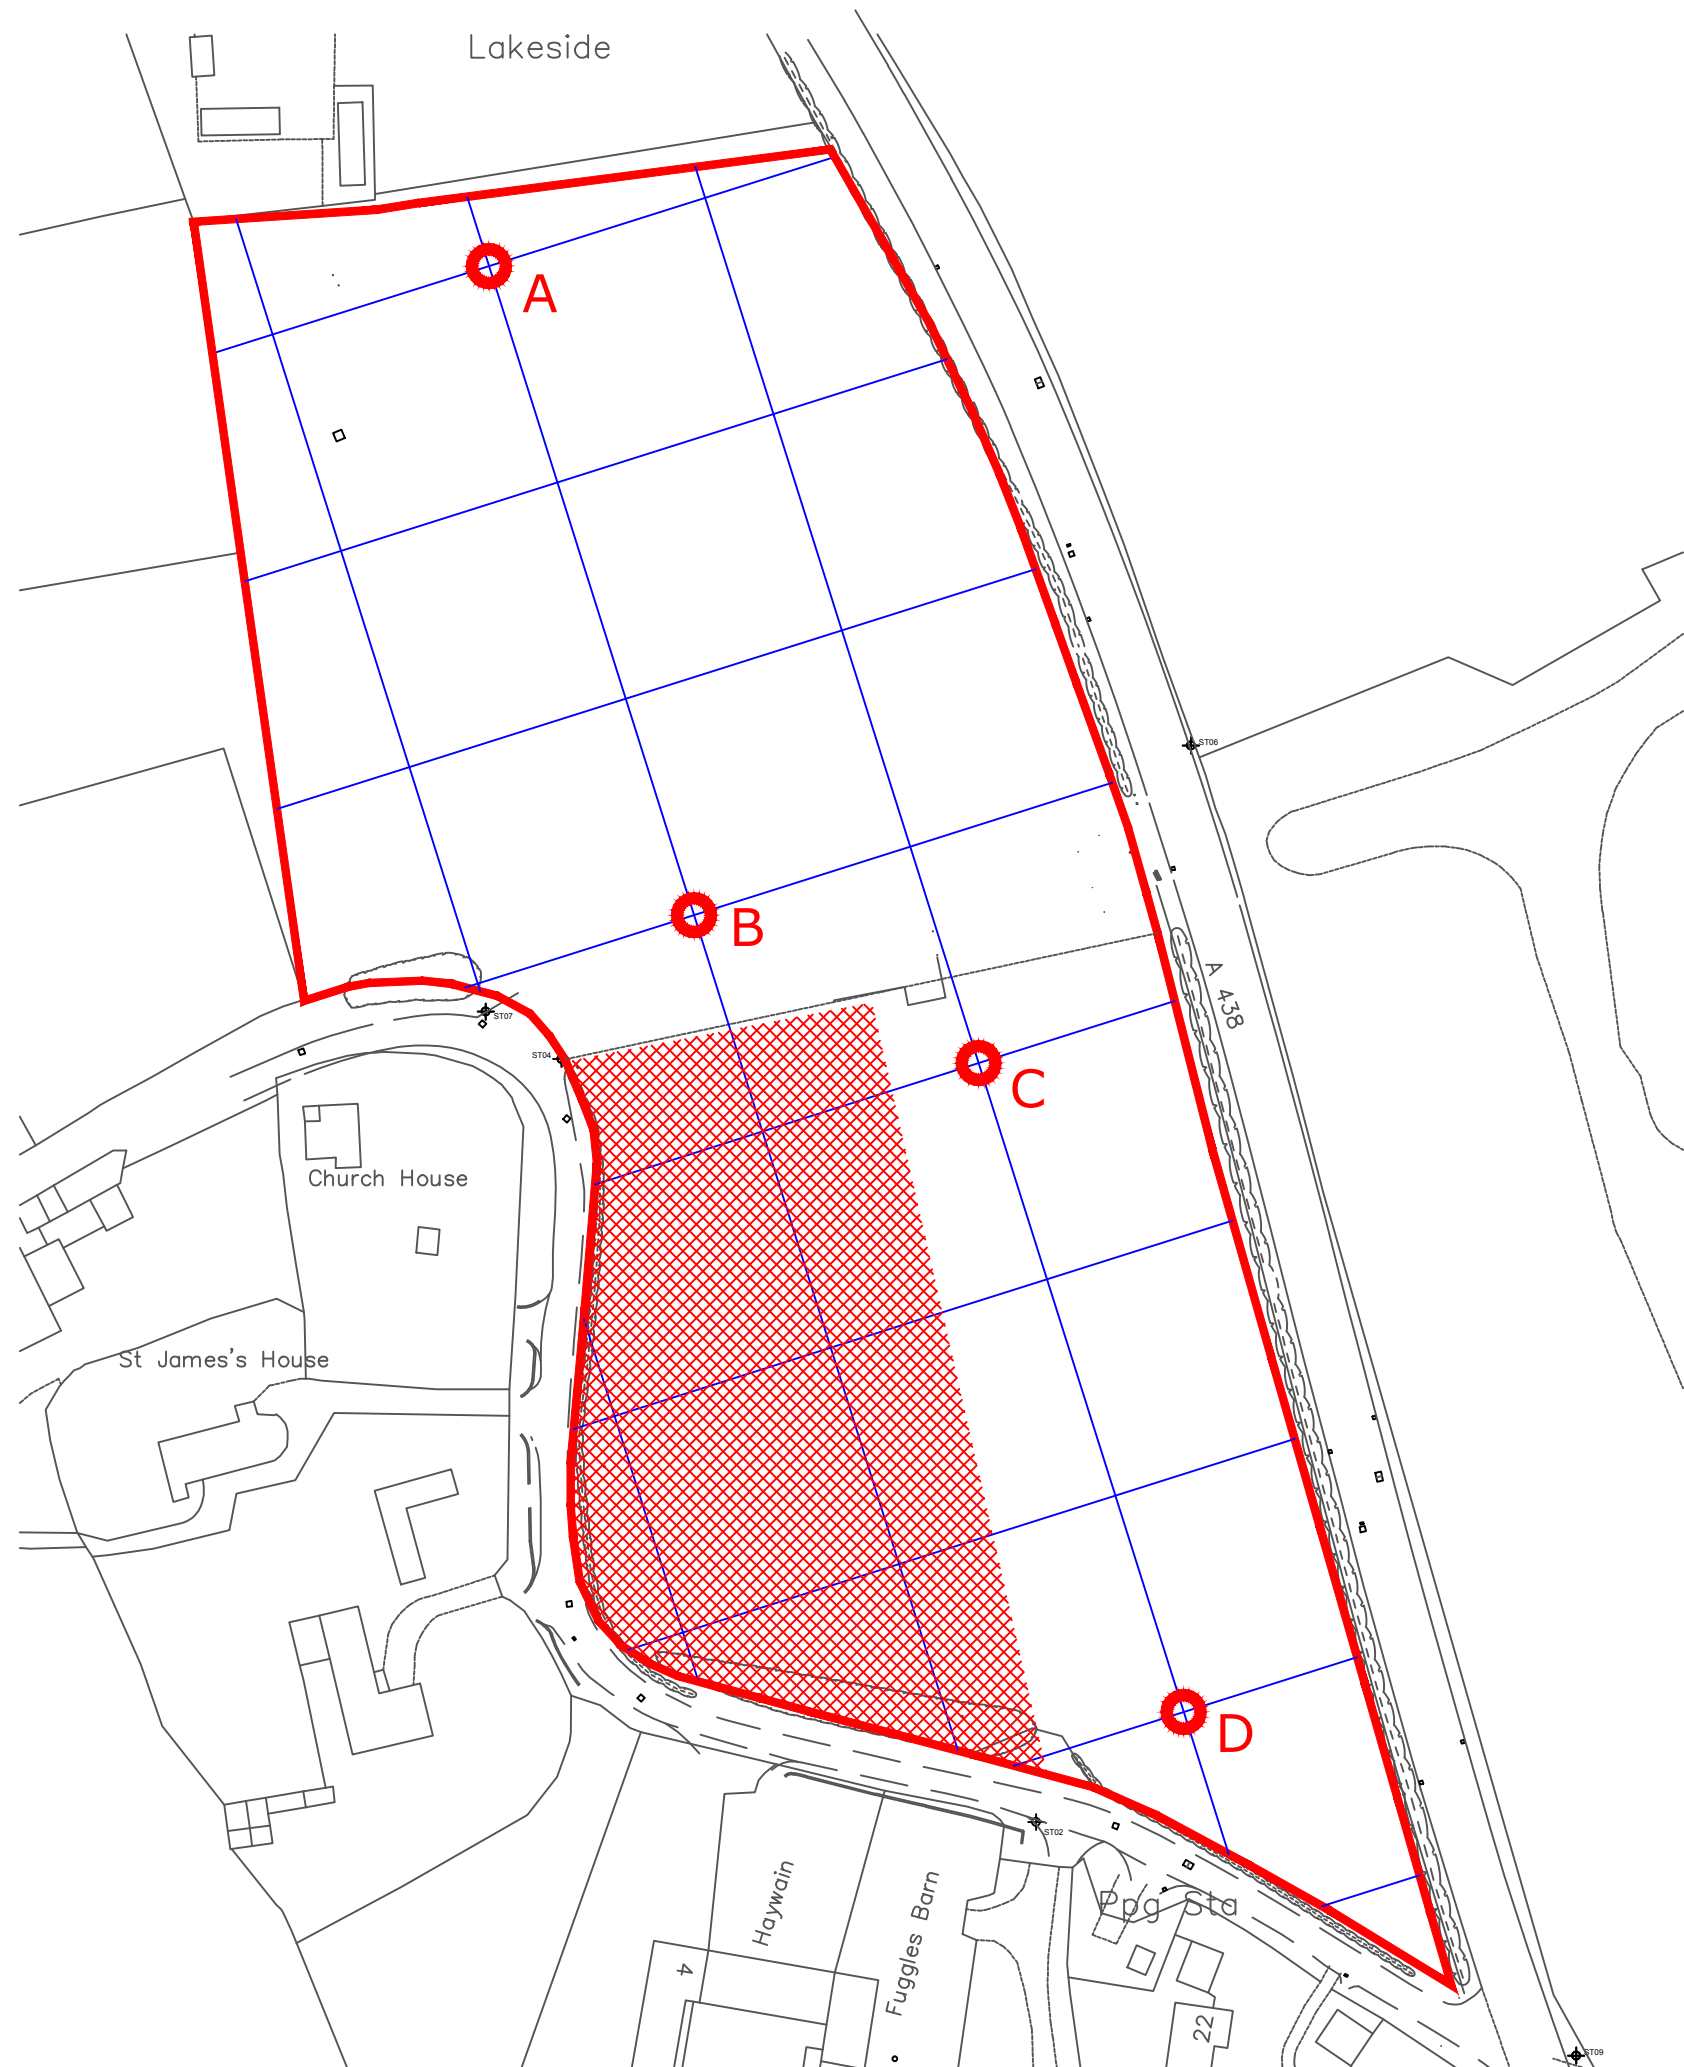 Lakeside
A
ST06
B
A 438
ST07
ST04
C
Church House
St James's House
D
ST02
Haywain
Fuggles Barn
Ppg Sta
4
22
ST09